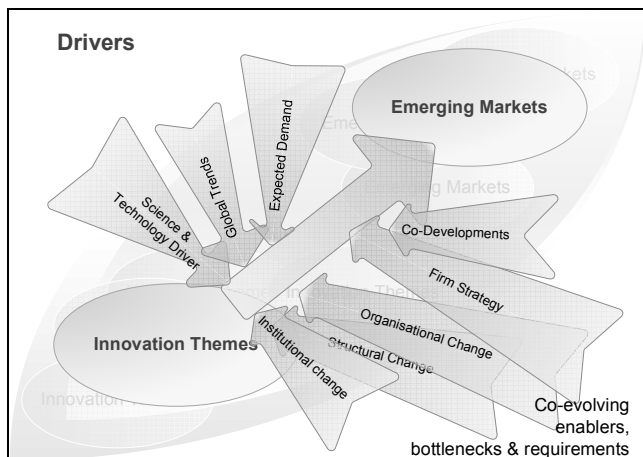 Drivers
Emerging Markets
Expected Demand
Global Trends
Science &
Technology Driver
Co-Developments
Firm Strategy
Organisational Change
Structural Change
Institutional change
Innovation Themes
Co-evolving
enablers,
bottlenecks & requirements